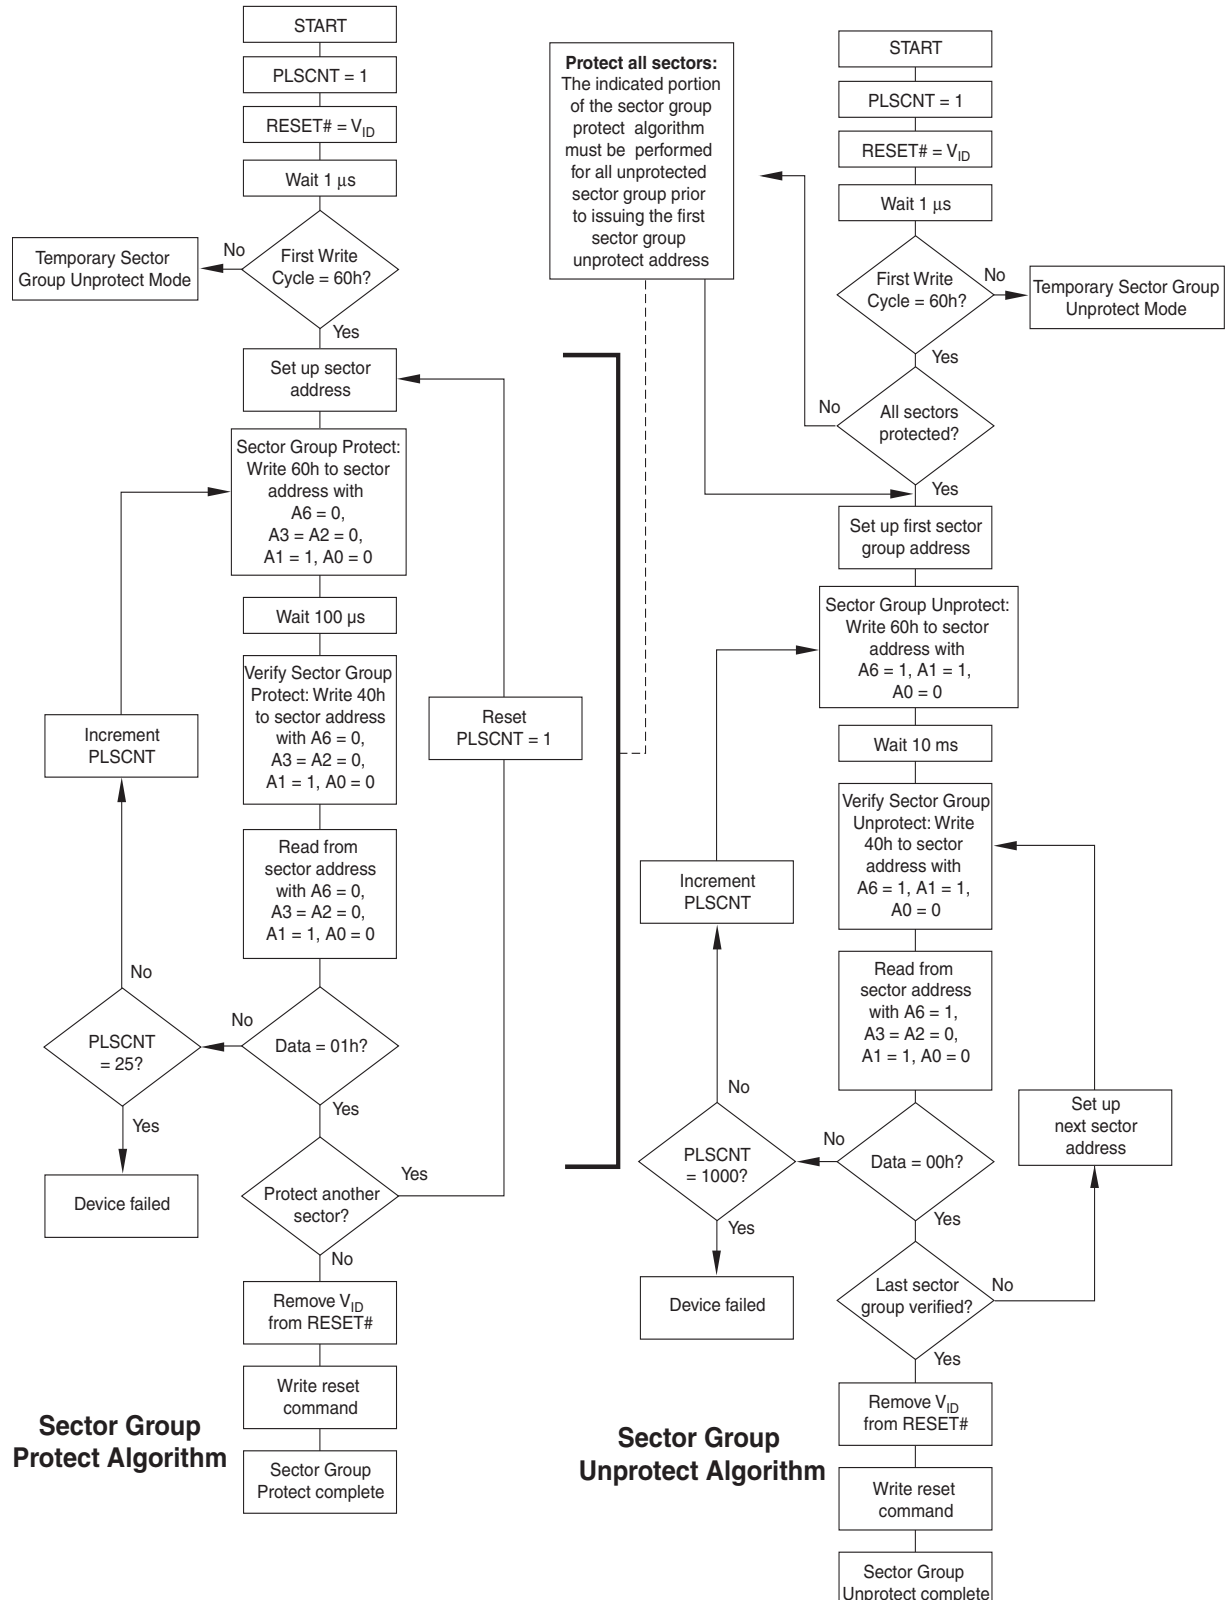 START
PLSCNT = 1
RESET# = VID
Wait 1 μs
First Write
Cycle = 60h?
No
Temporary Sector
Group Unprotect Mode
Yes
Set up sector
address
Sector Group Protect:
Write 60h to sector
address with
A6 = 0,
A3 = A2 = 0,
A1 = 1, A0 = 0
Wait 100 μs
Verify Sector Group
Protect: Write 40h
to sector address
with A6 = 0,
A3 = A2 = 0,
A1 = 1, A0 = 0
Increment
PLSCNT
Reset
PLSCNT = 1
Read from
sector address
with A6 = 0,
A3 = A2 = 0,
A1 = 1, A0 = 0
No
PLSCNT
= 25?
No
Data = 01h?
Yes
Yes
Device failed
Protect another
sector?
Yes
No
Remove VID
from RESET#
Write reset
command
Sector Group
Protect complete
Sector Group
Protect Algorithm
Protect all sectors:
The indicated portion
of the sector group
protect algorithm
must be performed
for all unprotected
sector group prior
to issuing the first
sector group
unprotect address
START
PLSCNT = 1
RESET# = VID
Wait 1 μs
First Write
Cycle = 60h?
No
Temporary Sector Group
Unprotect Mode
Yes
No
All sectors
protected?
Yes
Set up first sector
group address
Sector Group Unprotect:
Write 60h to sector
address with
A6 = 1, A1 = 1,
A0 = 0
Wait 10 ms
Verify Sector Group
Unprotect: Write
40h to sector
address with
A6 = 1, A1 = 1,
A0 = 0
Increment
PLSCNT
Read from
sector address
with A6 = 1,
A3 = A2 = 0,
A1 = 1, A0 = 0
No
Set up
next sector
address
PLSCNT
= 1000?
No
Data = 00h?
Yes
Yes
Device failed
Last sector
group verified?
No
Yes
Remove VID
from RESET#
Write reset
command
Sector Group
Unprotect complete
Sector Group
Unprotect Algorithm